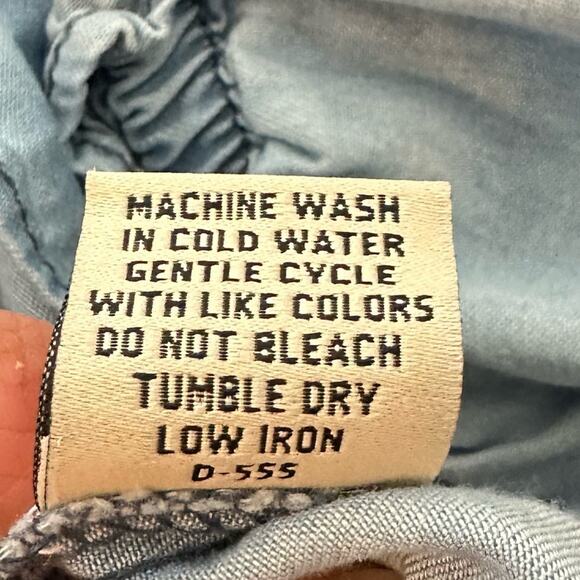 MACHINE WASH
IN COLD WATER
GENTLE CYCLE
WITH LIKE COLORS
DO NOT BLEACH
TUMBLE DRY
LOW IRON
D-555